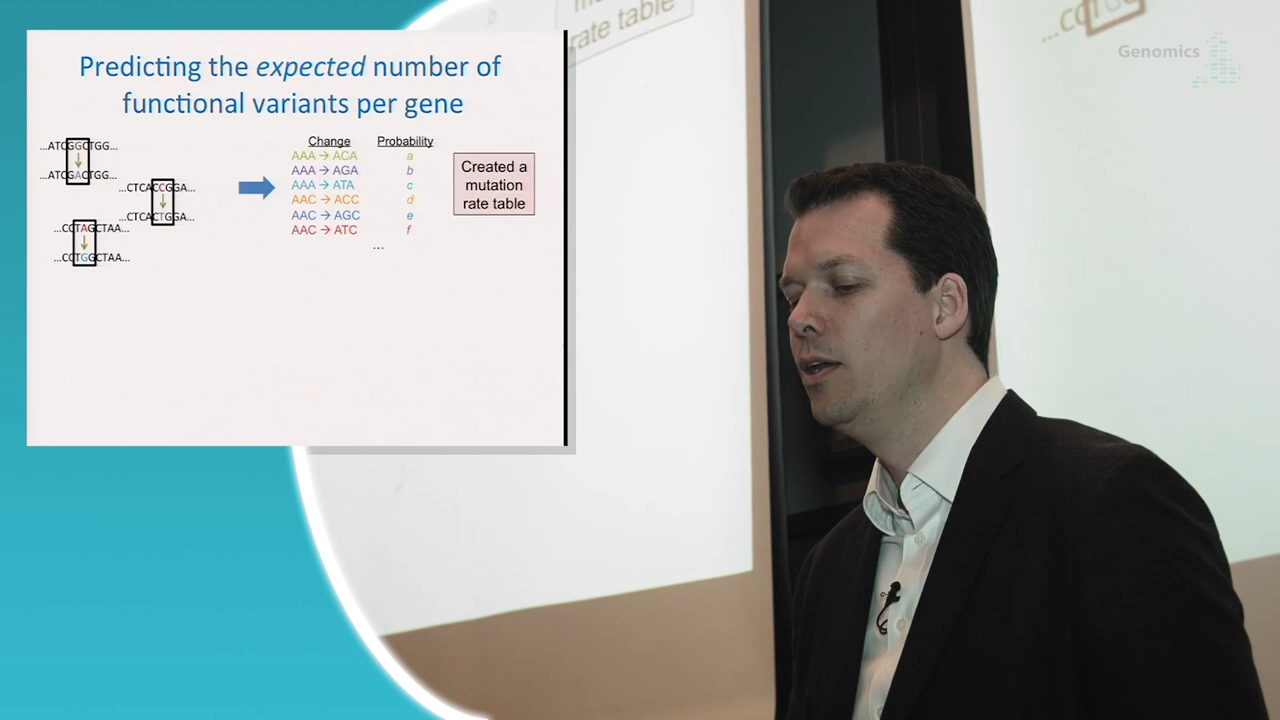 Predicting the expected number of
functional variants per gene
...ATCGGCTGG...
...ATCGACTGG...
...CTCACCGGA...
...CTCACTGGA...
...CCTAGCTAA...
...CCTGGCTAA...
Change Probability
AAA → ACA a
AAA → AGA b
AAA → ATA c
AAC → ACC d
AAC → AGC e
AAC → ATC f
...
Created a
mutation
rate table
rate table
Genomics